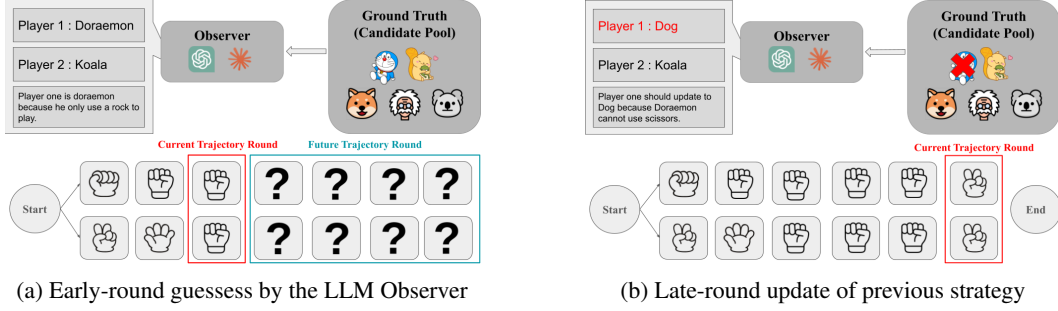 Player 1 : Doraemon
Player 2 : Koala
Player one is doraemon
because he only use a rock to
play.
Observer
Ground Truth
(Candidate Pool)
Current Trajectory Round
Future Trajectory Round
Start
? ? ? ?
? ? ? ?
(a) Early-round guessess by the LLM Observer
Player 1 : Dog
Player 2 : Koala
Player one should update to
Dog because Doraemon
cannot use scissors.
Observer
Ground Truth
(Candidate Pool)
Current Trajectory Round
Start
End
(b) Late-round update of previous strategy